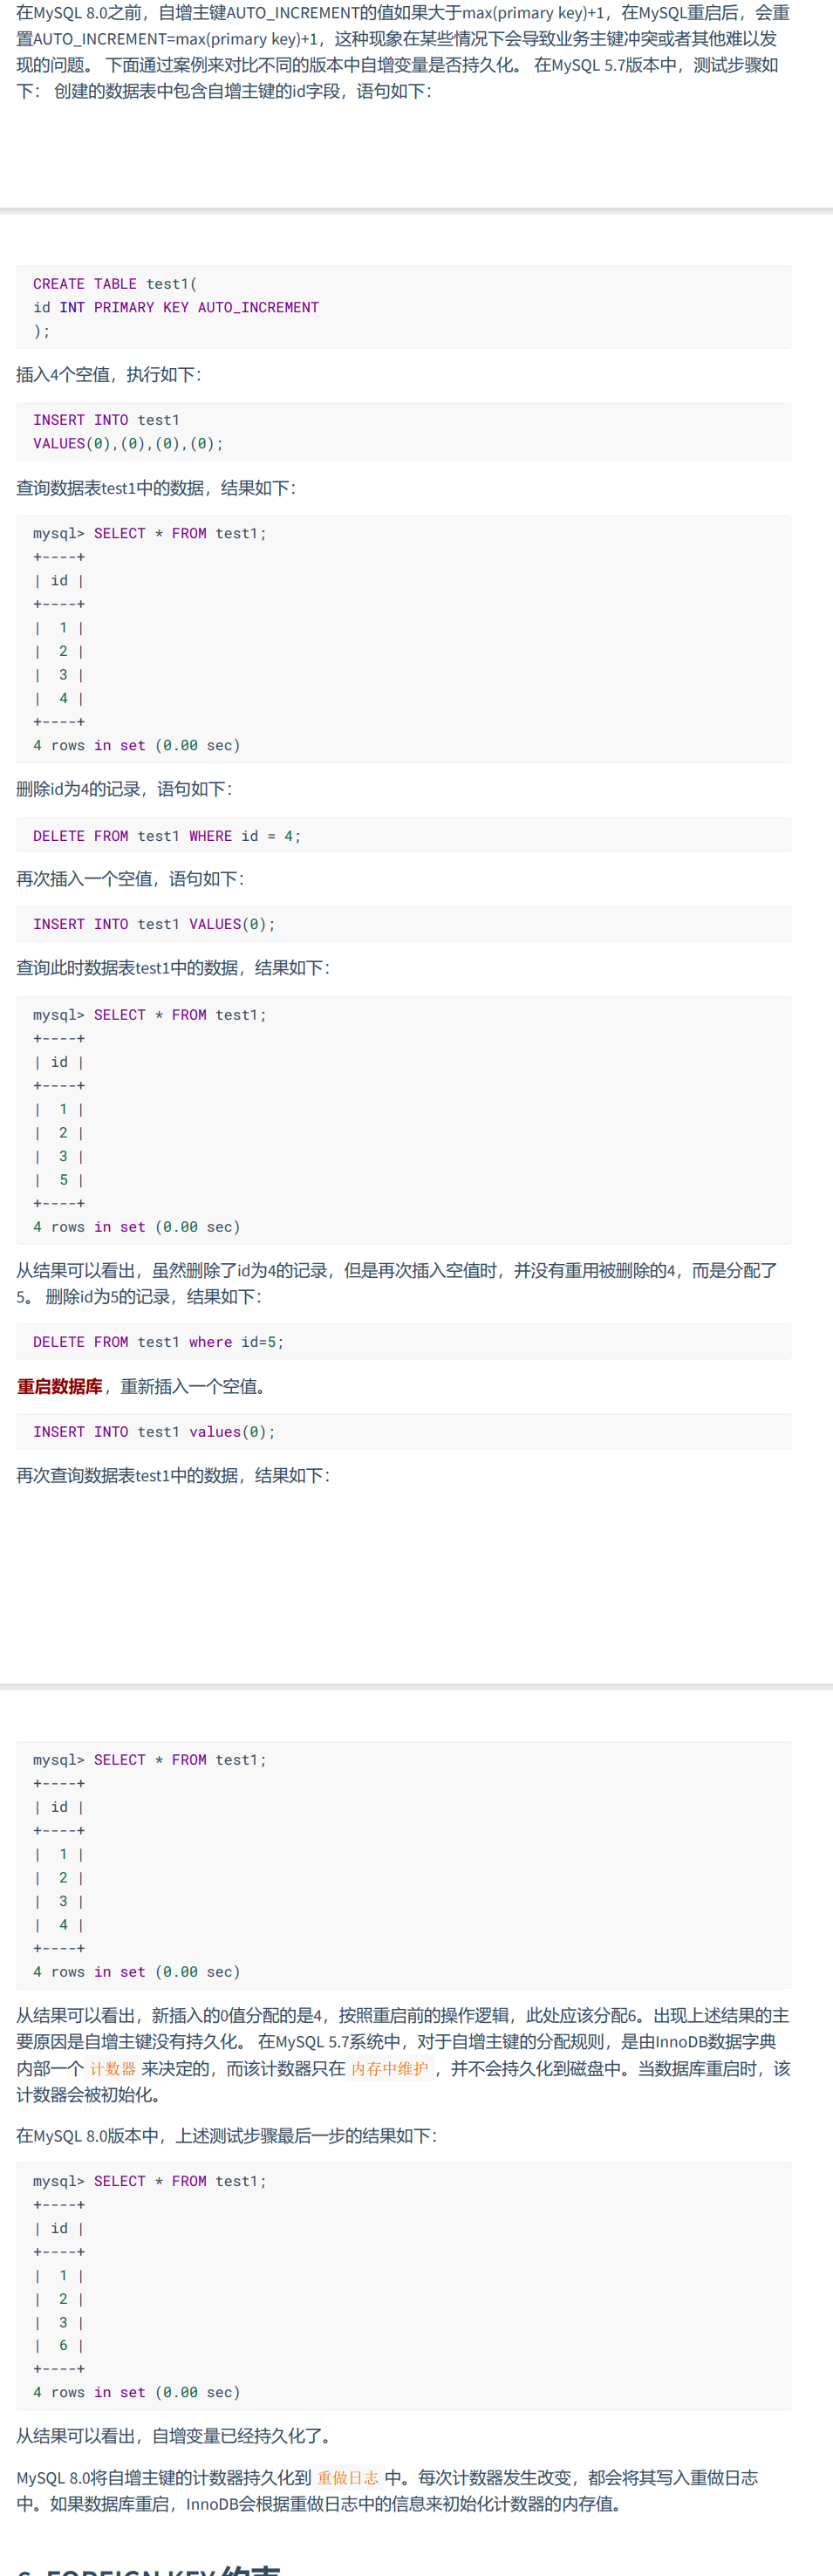 在MySQL 8.0之前，自增主键AUTO_INCREMENT的值如果大于max(primary key)+1，在MySQL重启后，会重
置AUTO_INCREMENT=max(primary key)+1，这种现象在某些情况下会导致业务主键冲突或者其他难以发
现的问题。 下面通过案例来对比不同的版本中自增变量是否持久化。 在MySQL 5.7版本中，测试步骤如
下： 创建的数据表中包含自增主键的id字段，语句如下：
CREATE TABLE test1(
id INT PRIMARY KEY AUTO_INCREMENT
);
插入4个空值，执行如下：
INSERT INTO test1
VALUES(0),(0),(0),(0);
查询数据表test1中的数据，结果如下：
mysql> SELECT * FROM test1;
+----+
| id |
+----+
|  1 |
|  2 |
|  3 |
|  4 |
+----+
4 rows in set (0.00 sec)
删除id为4的记录，语句如下：
DELETE FROM test1 WHERE id = 4;
再次插入一个空值，语句如下：
INSERT INTO test1 VALUES(0);
查询此时数据表test1中的数据，结果如下：
mysql> SELECT * FROM test1;
+----+
| id |
+----+
|  1 |
|  2 |
|  3 |
|  5 |
+----+
4 rows in set (0.00 sec)
从结果可以看出，虽然删除了id为4的记录，但是再次插入空值时，并没有重用被删除的4，而是分配了
5。 删除id为5的记录，结果如下：
DELETE FROM test1 where id=5;
重启数据库，重新插入一个空值。
INSERT INTO test1 values(0);
再次查询数据表test1中的数据，结果如下：
mysql> SELECT * FROM test1;
+----+
| id |
+----+
|  1 |
|  2 |
|  3 |
|  4 |
+----+
4 rows in set (0.00 sec)
从结果可以看出，新插入的0值分配的是4，按照重启前的操作逻辑，此处应该分配6。出现上述结果的主
要原因是自增主键没有持久化。 在MySQL 5.7系统中，对于自增主键的分配规则，是由InnoDB数据字典
内部一个 计数器 来决定的，而该计数器只在 内存中维护 ，并不会持久化到磁盘中。当数据库重启时，该
计数器会被初始化。
在MySQL 8.0版本中，上述测试步骤最后一步的结果如下：
mysql> SELECT * FROM test1;
+----+
| id |
+----+
|  1 |
|  2 |
|  3 |
|  6 |
+----+
4 rows in set (0.00 sec)
从结果可以看出，自增变量已经持久化了。
MySQL 8.0将自增主键的计数器持久化到 重做日志 中。每次计数器发生改变，都会将其写入重做日志
中。如果数据库重启，InnoDB会根据重做日志中的信息来初始化计数器的内存值。
6. FOREIGN KEY 约束